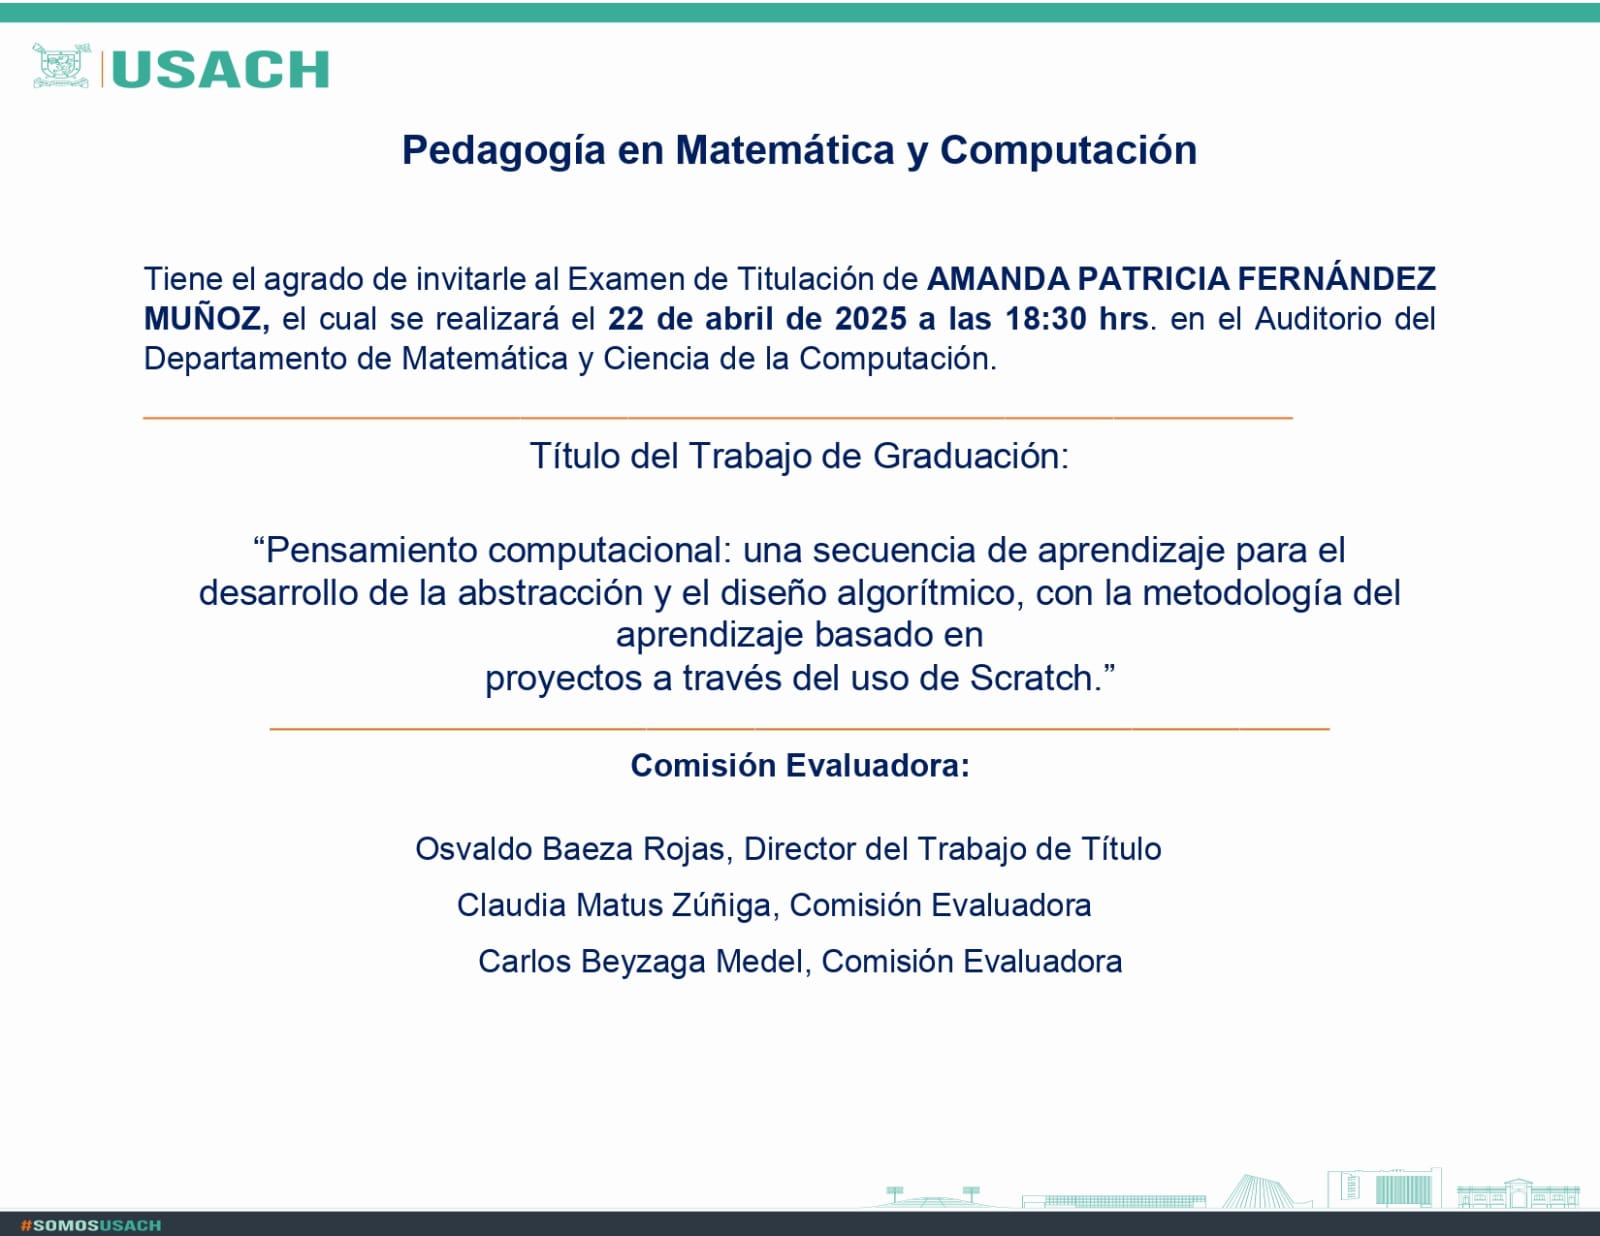 USACH
Pedagogía en Matemática y Computación
Tiene el agrado de invitarle al Examen de Titulación de AMANDA PATRICIA FERNÁNDEZ
MUÑOZ, el cual se realizará el 22 de abril de 2025 a las 18:30 hrs. en el Auditorio del
Departamento de Matemática y Ciencia de la Computación.
Título del Trabajo de Graduación:
“Pensamiento computacional: una secuencia de aprendizaje para el
desarrollo de la abstracción y el diseño algorítmico, con la metodología del
aprendizaje basado en
proyectos a través del uso de Scratch.”
Comisión Evaluadora:
Osvaldo Baeza Rojas, Director del Trabajo de Título
Claudia Matus Zúñiga, Comisión Evaluadora
Carlos Beyzaga Medel, Comisión Evaluadora
#SOMOSUSACH